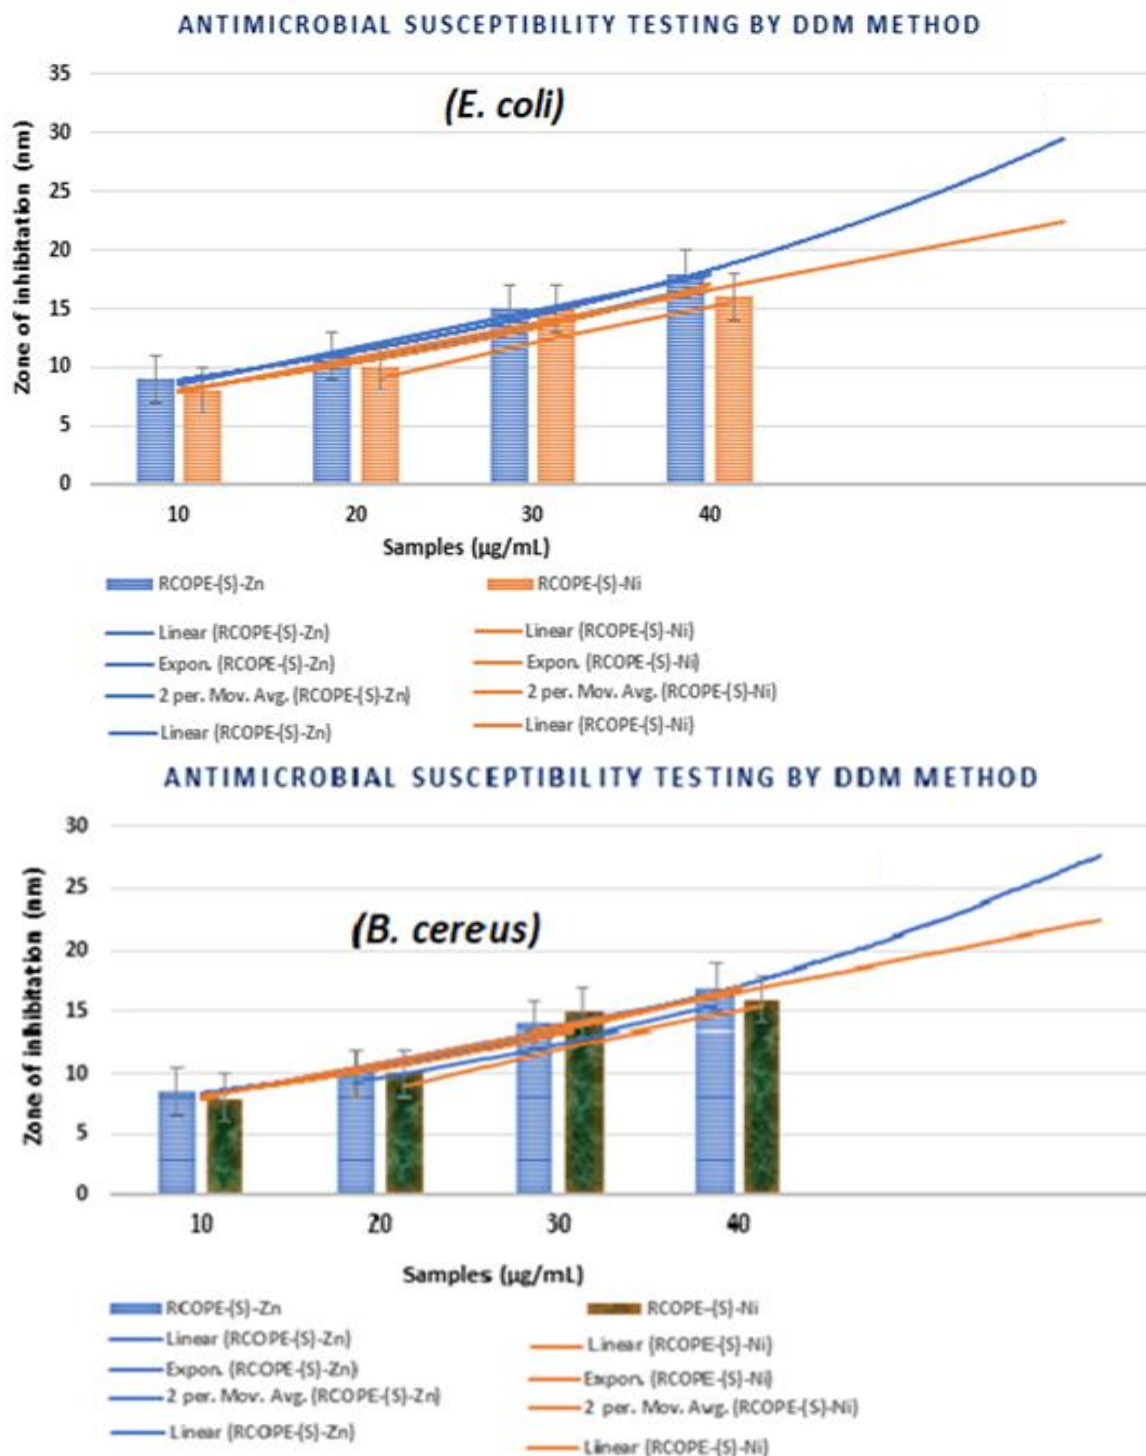 ANTIMICROBIAL SUSCEPTIBILITY TESTING BY DDM METHOD
(E. coli)
Zone of inhibitation (nm)
35
30
25
20
15
10
5
0
10 20 30 40
Samples (µg/mL)
RCOPE-{S}-Zn RCOPE-{S}-Ni
Linear (RCOPE-{S}-Zn) Linear (RCOPE-{S}-Ni)
Expon. (RCOPE-{S}-Zn) Expon. (RCOPE-{S}-Ni)
2 per. Mov. Avg. (RCOPE-{S}-Zn) 2 per. Mov. Avg. (RCOPE-{S}-Ni)
Linear (RCOPE-{S}-Zn) Linear (RCOPE-{S}-Ni)
ANTIMICROBIAL SUSCEPTIBILITY TESTING BY DDM METHOD
(B. cereus)
Zone of inhibitation (nm)
30
25
20
15
10
5
0
10 20 30 40
Samples (µg/mL)
RCOPE-{S}-Zn RCOPE-{S}-Ni
Linear (RCOPE-{S}-Zn) Linear (RCOPE-{S}-Ni)
Expon. (RCOPE-{S}-Zn) Expon. (RCOPE-{S}-Ni)
2 per. Mov. Avg. (RCOPE-{S}-Zn) 2 per. Mov. Avg. (RCOPE-{S}-Ni)
Linear (RCOPE-{S}-Zn) Linear (RCOPE-{S}-Ni)